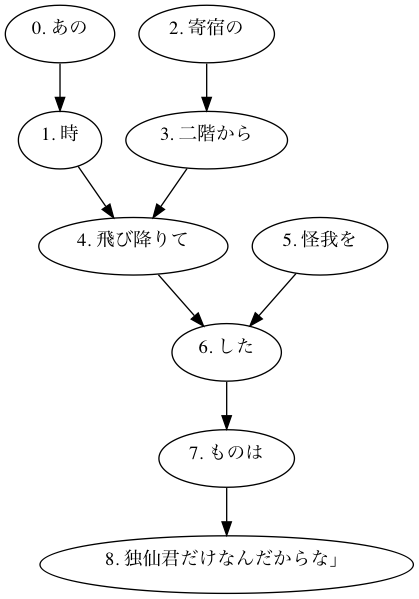 0. あの
2. 寄宿の
1. 時
3. 二階から
4. 飛び降りて
5. 怪我を
6. した
7. ものは
8. 独仙君だけなんだからな」